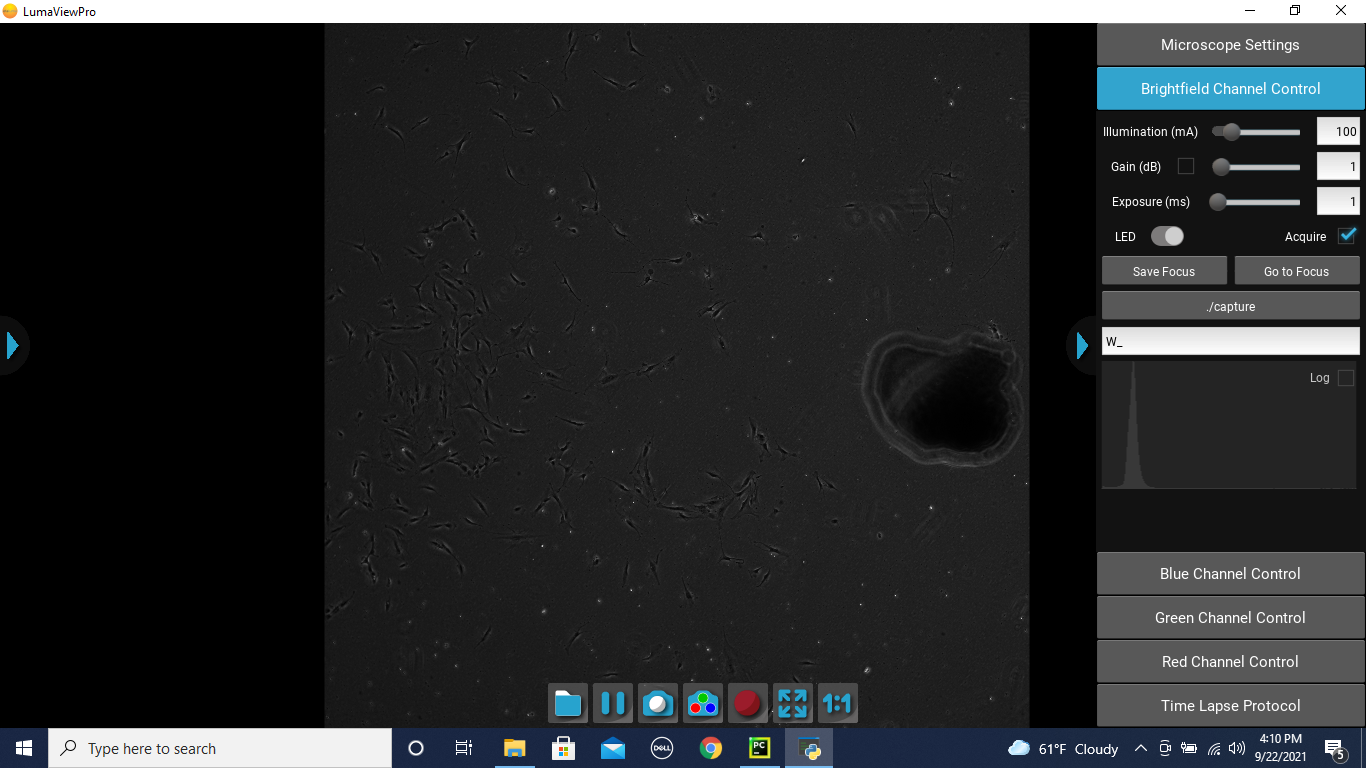 LumaViewPro
Microscope Settings
Brightfield Channel Control
Illumination (mA) 100
Gain (dB) 1
Exposure (ms) 1
LED Acquire
Save Focus Go to Focus
./capture
W_
Log
Blue Channel Control
Green Channel Control
Red Channel Control
Time Lapse Protocol
1:1
Type here to search
DELL
PC
61°F Cloudy
4:10 PM
9/22/2021
5